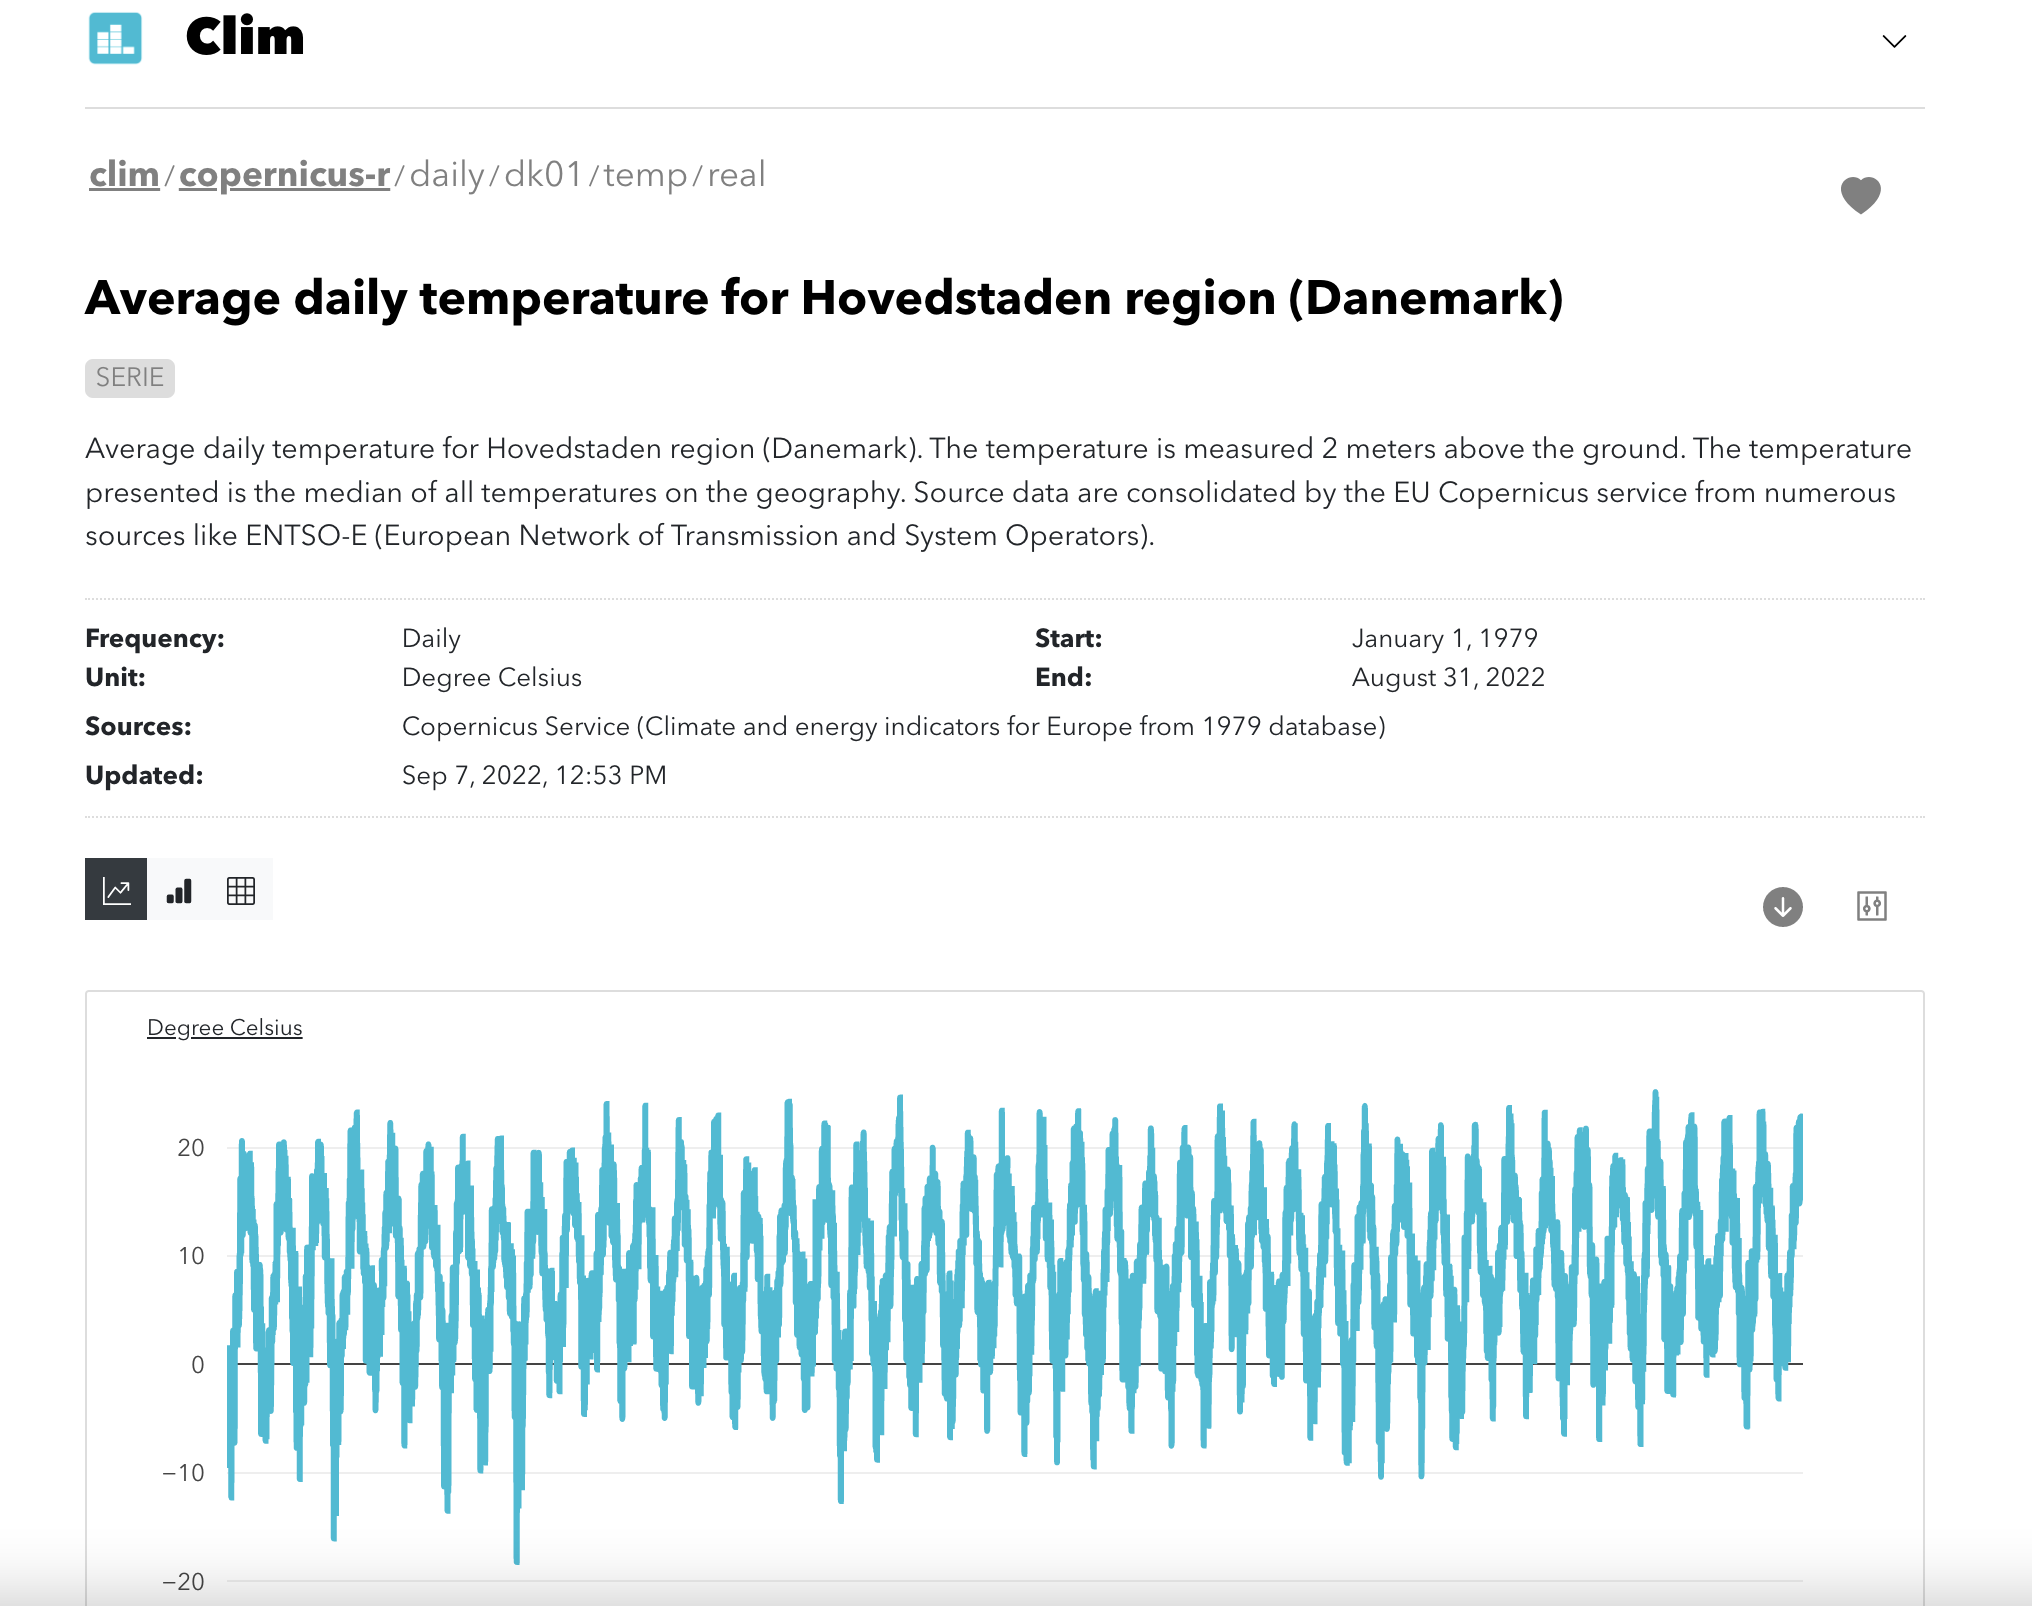 Clim
clim/copernicus-r/daily/dk01/temp/real
Average daily temperature for Hovedstaden region (Danemark)
SERIE
Average daily temperature for Hovedstaden region (Danemark). The temperature is measured 2 meters above the ground. The temperature
presented is the median of all temperatures on the geography. Source data are consolidated by the EU Copernicus service from numerous
sources like ENTSO-E (European Network of Transmission and System Operators).
Frequency: Daily Start: January 1, 1979
Unit: Degree Celsius End: August 31, 2022
Sources: Copernicus Service (Climate and energy indicators for Europe from 1979 database)
Updated: Sep 7, 2022, 12:53 PM
Degree Celsius
20
10
0
−10
−20